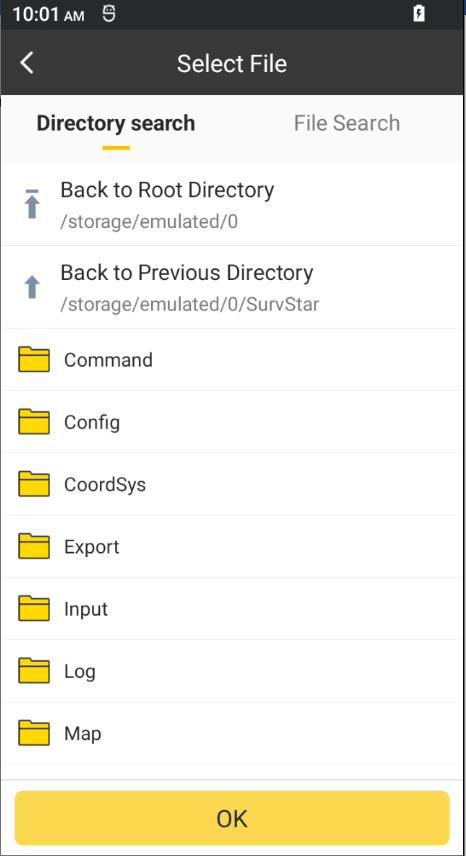 10:01 AM
Select File
Directory search
File Search
Back to Root Directory
/storage/emulated/0
Back to Previous Directory
/storage/emulated/0/SurvStar
Command
Config
CoordSys
Export
Input
Log
Map
OK